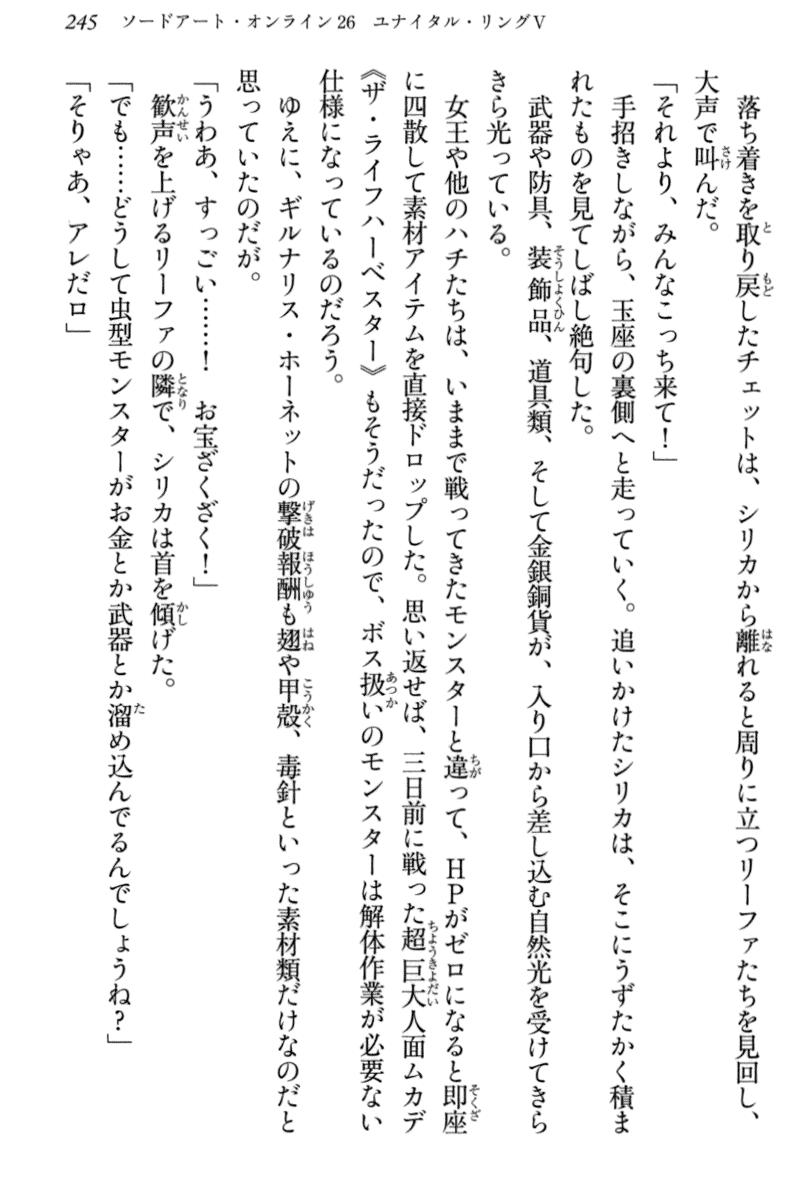 245 ソードアート・オンライン26 ユナイタル・リングⅤ
　落ち着きを取り戻したチェットは、シリカから離れると周りに立つリーファたちを見回し、
大声で叫んだ。
「それより、みんなこっち来て！」
　手招きしながら、玉座の裏側へと走っていく。追いかけたシリカは、そこにうずたかく積ま
れたものを見てしばし絶句した。
　武器や防具、装飾品、道具類、そして金銀銅貨が、入り口から差し込む自然光を受けてきら
きら光っている。
　女王や他のハチたちは、いままで戦ってきたモンスターと違って、HPがゼロになると即座
に四散して素材アイテムを直接ドロップした。思い返せば、三日前に戦った超巨大人面ムカデ
《ザ・ライフハーベスター》もそうだったので、ボス扱いのモンスターは解体作業が必要ない
仕様になっているのだろう。
　ゆえに、ギルナリス・ホーネットの撃破報酬も翅や甲殻、毒針といった素材類だけなのだと
思っていたのだが。
「うわあ、すっごい……！　お宝ざくざく！」
　歓声を上げるリーファの隣で、シリカは首を傾げた。
「でも……どうして虫型モンスターがお金とか武器とか溜め込んでるんでしょうね？」
「そりゃあ、アレだロ」